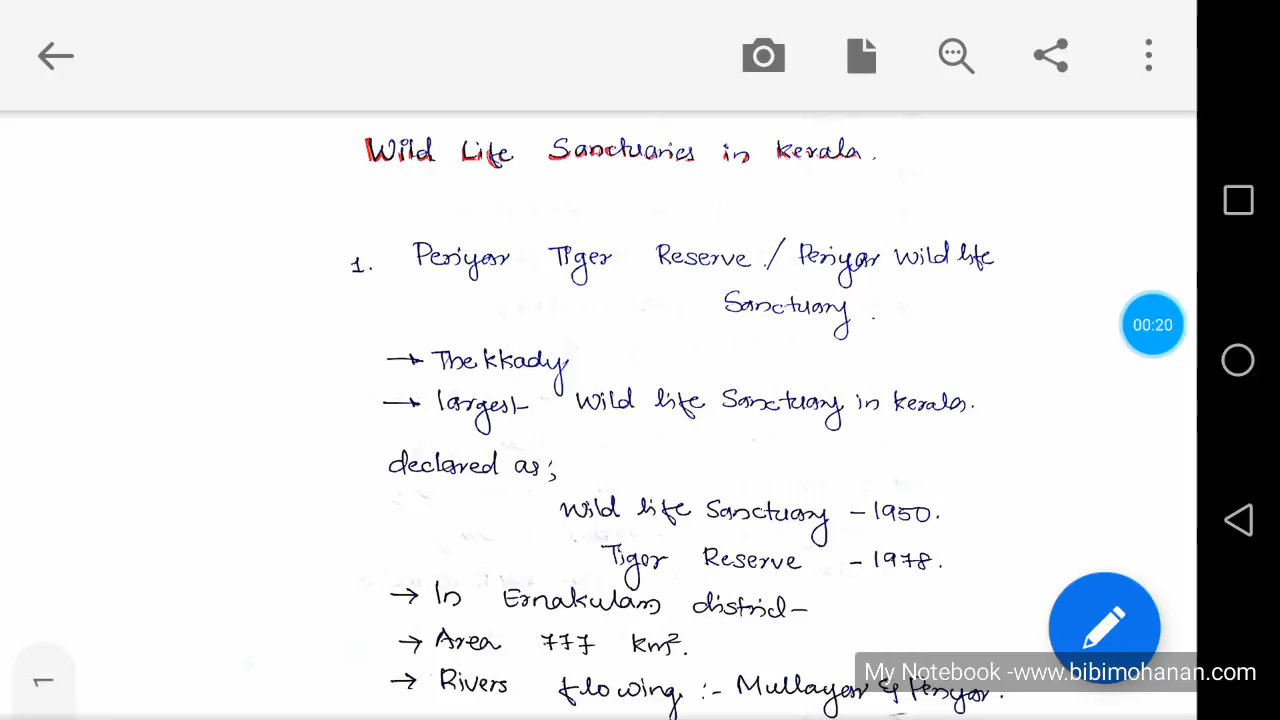 Wild Life Sanctuaries in Kerala.
1. Periyar Tiger Reserve / Periyar Wild life
Sanctuary.
00:20
→ Thekkady
→ largest Wild life Sanctuary in kerala.
declared as;
Wild life Sanctuary - 1950.
Tiger Reserve - 1978.
→ In Ernakulam district
→ Area 777 km².
→ Rivers flowing :- Mullayar & Periyar.
My Notebook -www.bibimohanan.com
1